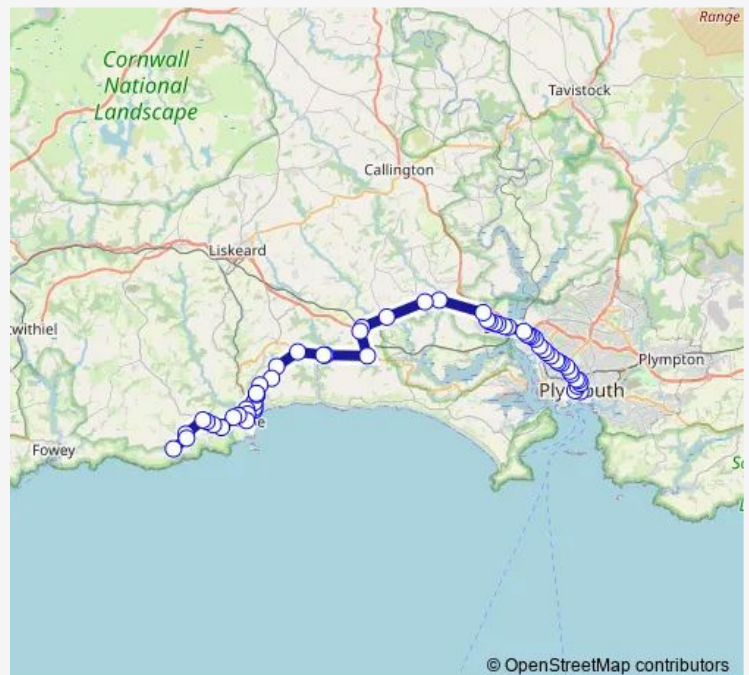 Range
Cornwall
National
Landscape
Tavistock
Callington
Liskeard
twithiel
Plympton
Plymouth
Fowey
© OpenStreetMap contributors